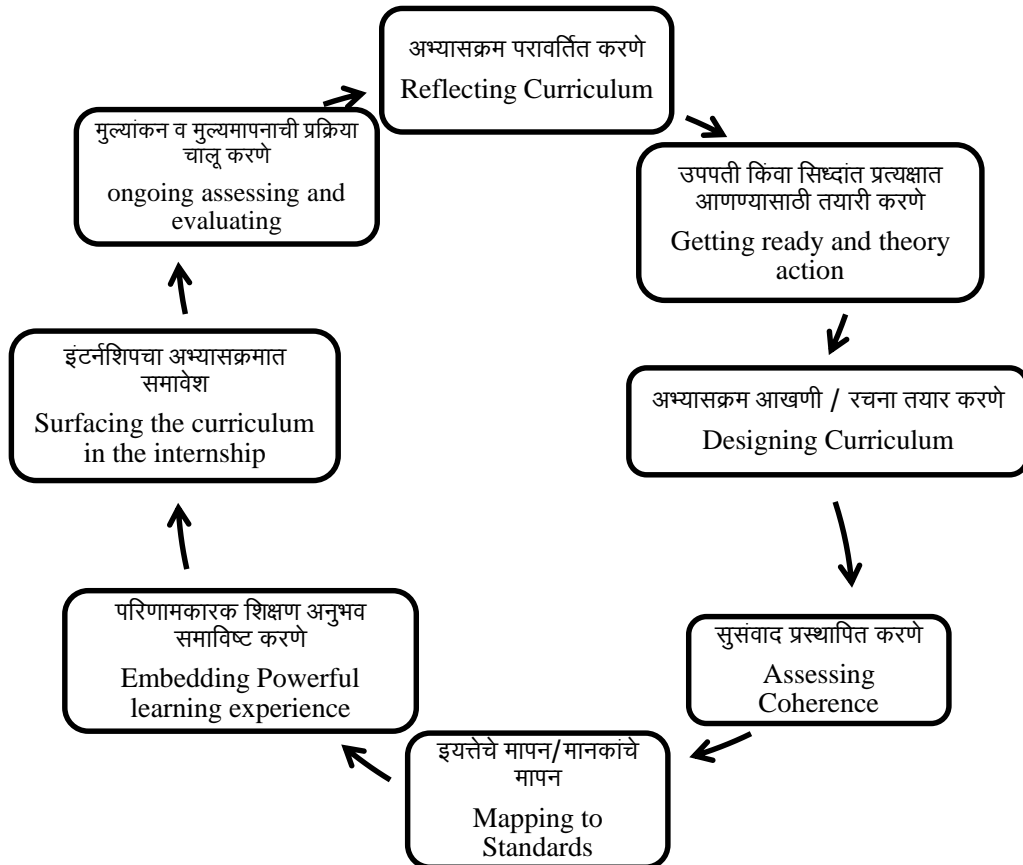 अभ्यासक्रम परावर्तित करणे
Reflecting Curriculum
उपपती किंवा सिध्दांत प्रत्यक्षात
आणण्यासाठी तयारी करणे
Getting ready and theory
action
अभ्यासक्रम आखणी / रचना तयार करणे
Designing Curriculum
सुसंवाद प्रस्थापित करणे
Assessing
Coherence
इयत्तेचे मापन/मानकांचे
मापन
Mapping to
Standards
परिणामकारक शिक्षण अनुभव
समाविष्ट करणे
Embedding Powerful
learning experience
इंटर्नशिपचा अभ्यासक्रमात
समावेश
Surfacing the curriculum
in the internship
मुल्यांकन व मुल्यमापनाची प्रक्रिया
चालू करणे
ongoing assessing and
evaluating